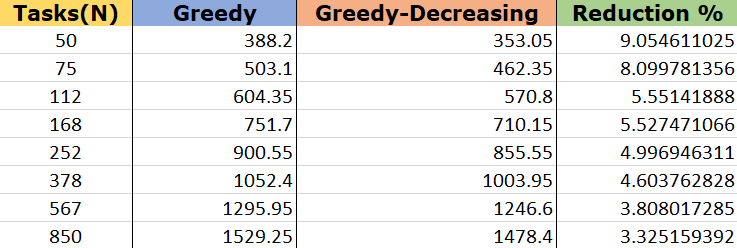 Tasks(N) Greedy Greedy-Decreasing Reduction %
50 388.2 353.05 9.054611025
75 503.1 462.35 8.099781356
112 604.35 570.8 5.55141888
168 751.7 710.15 5.527471066
252 900.55 855.55 4.996946311
378 1052.4 1003.95 4.603762828
567 1295.95 1246.6 3.808017285
850 1529.25 1478.4 3.325159392